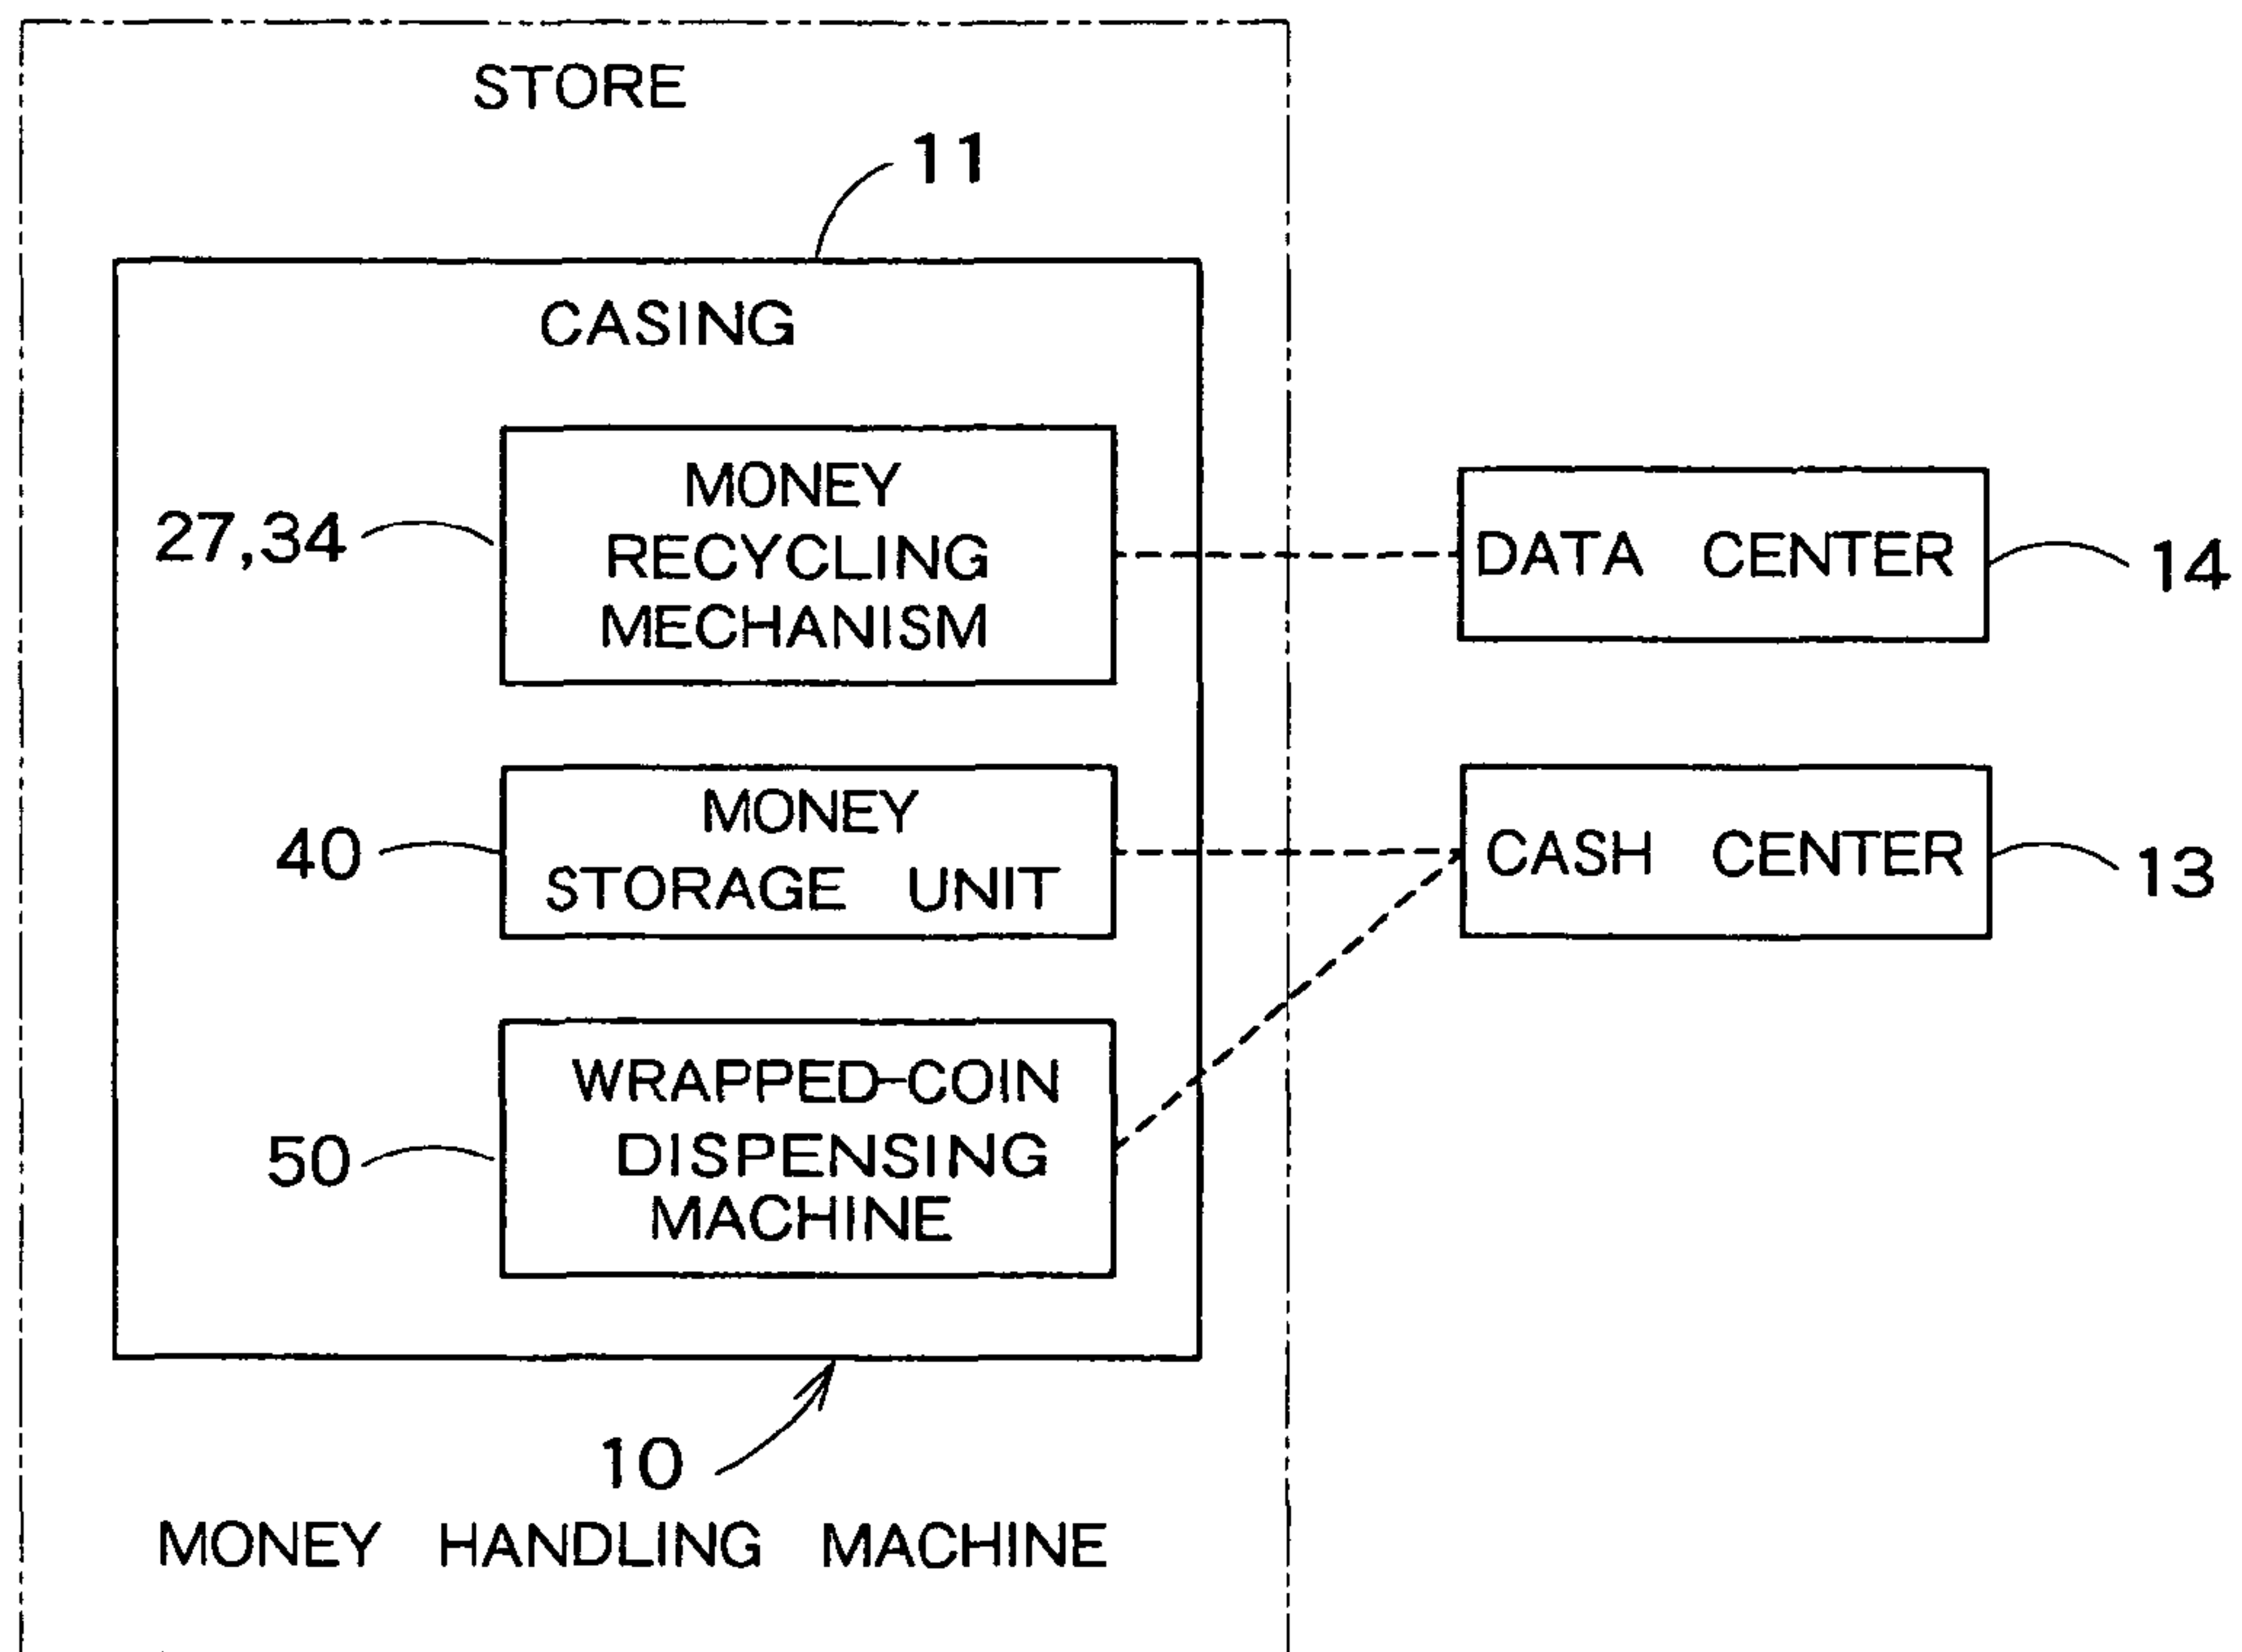 STORE
11
CASING
MONEY
RECYCLING
MECHANISM
27,34
DATA CENTER
14
MONEY
STORAGE UNIT
40
CASH CENTER
13
WRAPPED-COIN
DISPENSING
MACHINE
50
10
MONEY HANDLING MACHINE